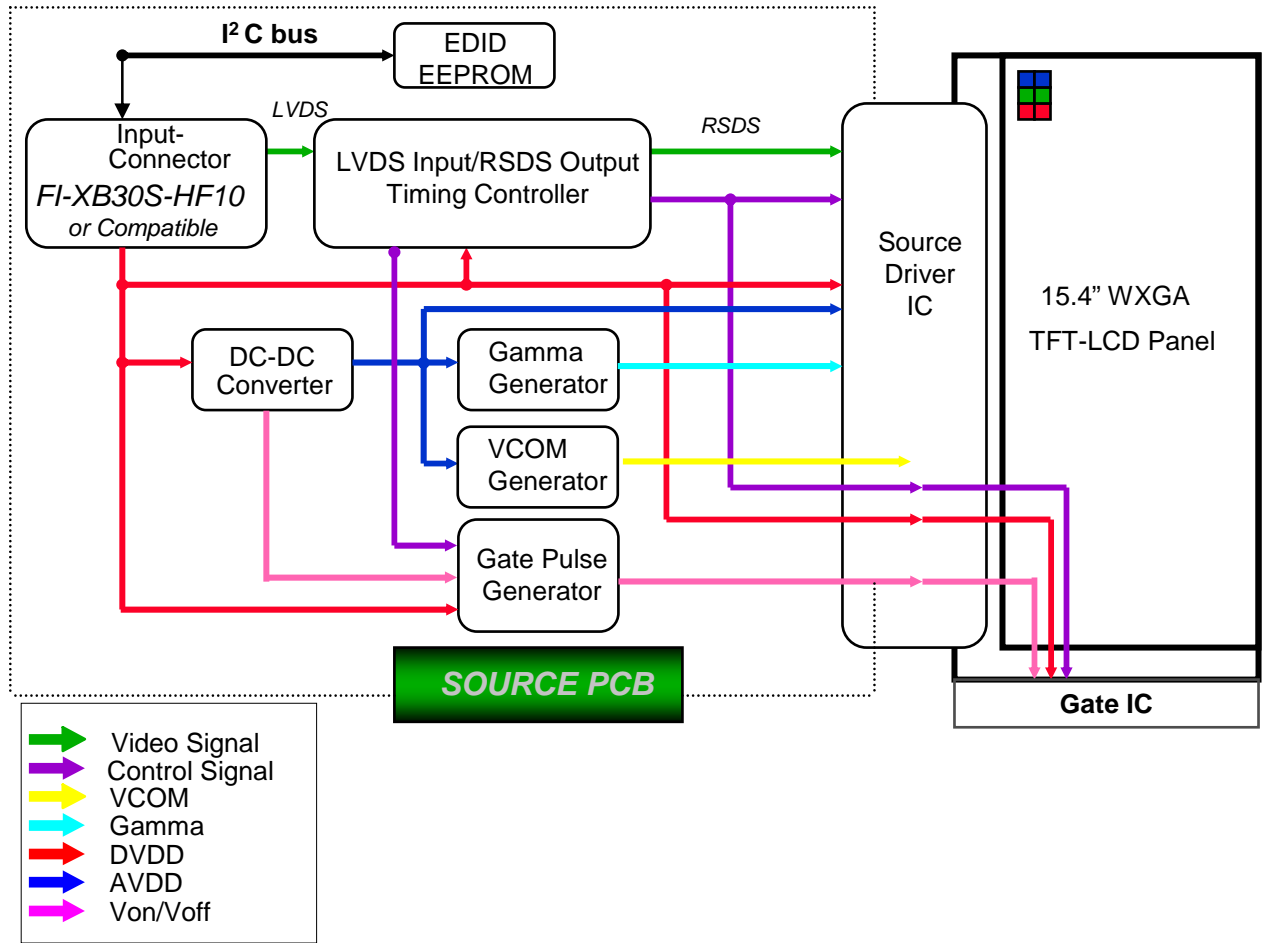 I² C bus
EDID
EEPROM
LVDS
RSDS
Input-
Connector
FI-XB30S-HF10
or Compatible
LVDS Input/RSDS Output
Timing Controller
Source
Driver
IC
15.4” WXGA
TFT-LCD Panel
DC-DC
Converter
Gamma
Generator
VCOM
Generator
Gate Pulse
Generator
SOURCE PCB
Gate IC
Video Signal
Control Signal
VCOM
Gamma
DVDD
AVDD
Von/Voff